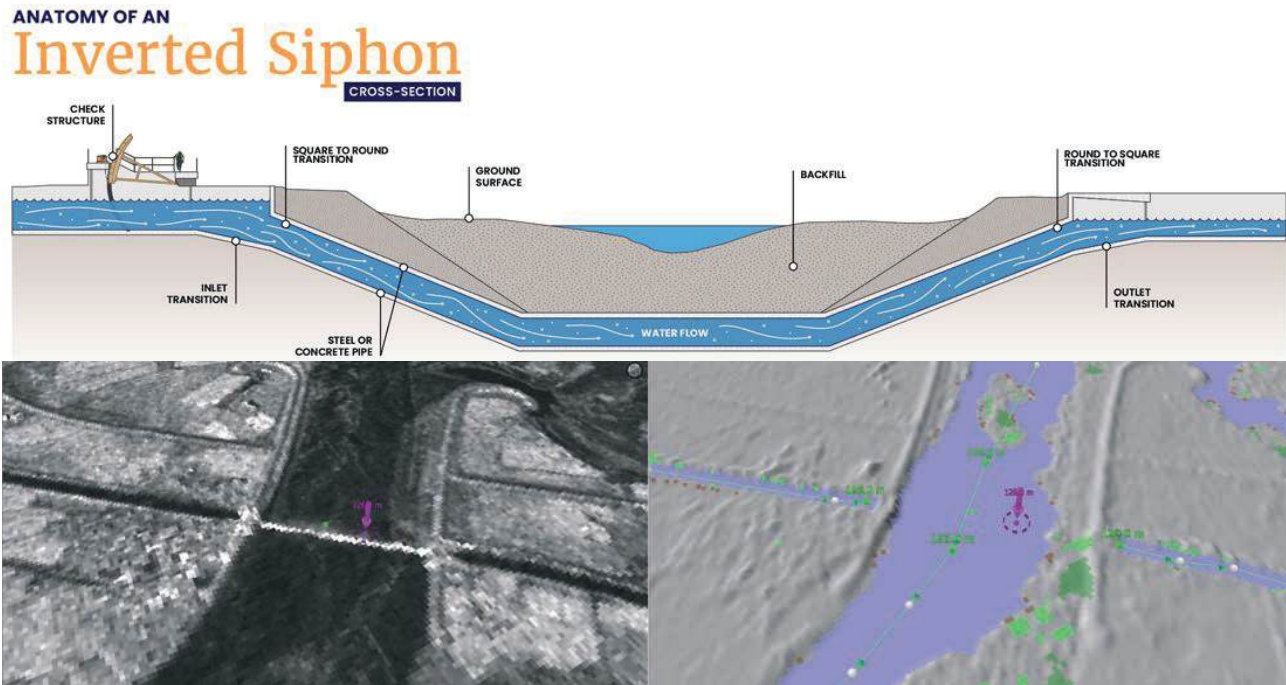 ANATOMY OF AN
Inverted Siphon
CROSS-SECTION
CHECK
STRUCTURE
SQUARE TO ROUND
TRANSITION
GROUND
SURFACE
BACKFILL
ROUND TO SQUARE
TRANSITION
INLET
TRANSITION
STEEL OR
CONCRETE PIPE
WATER FLOW
OUTLET
TRANSITION